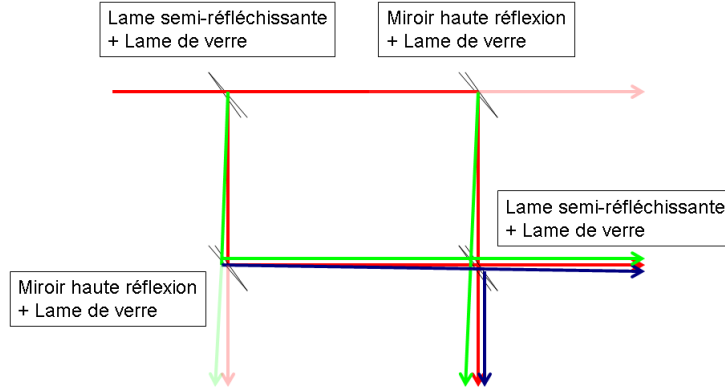 Lame semi-réfléchissante
+ Lame de verre
Miroir haute réflexion
+ Lame de verre
Lame semi-réfléchissante
+ Lame de verre
Miroir haute réflexion
+ Lame de verre